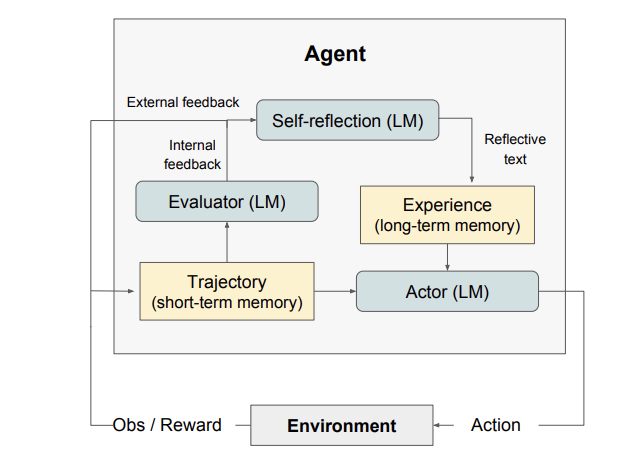 Agent
External feedback
Self-reflection (LM)
Internal
feedback
Reflective
text
Evaluator (LM)
Experience
(long-term memory)
Trajectory
(short-term memory)
Actor (LM)
Obs / Reward
Environment
Action